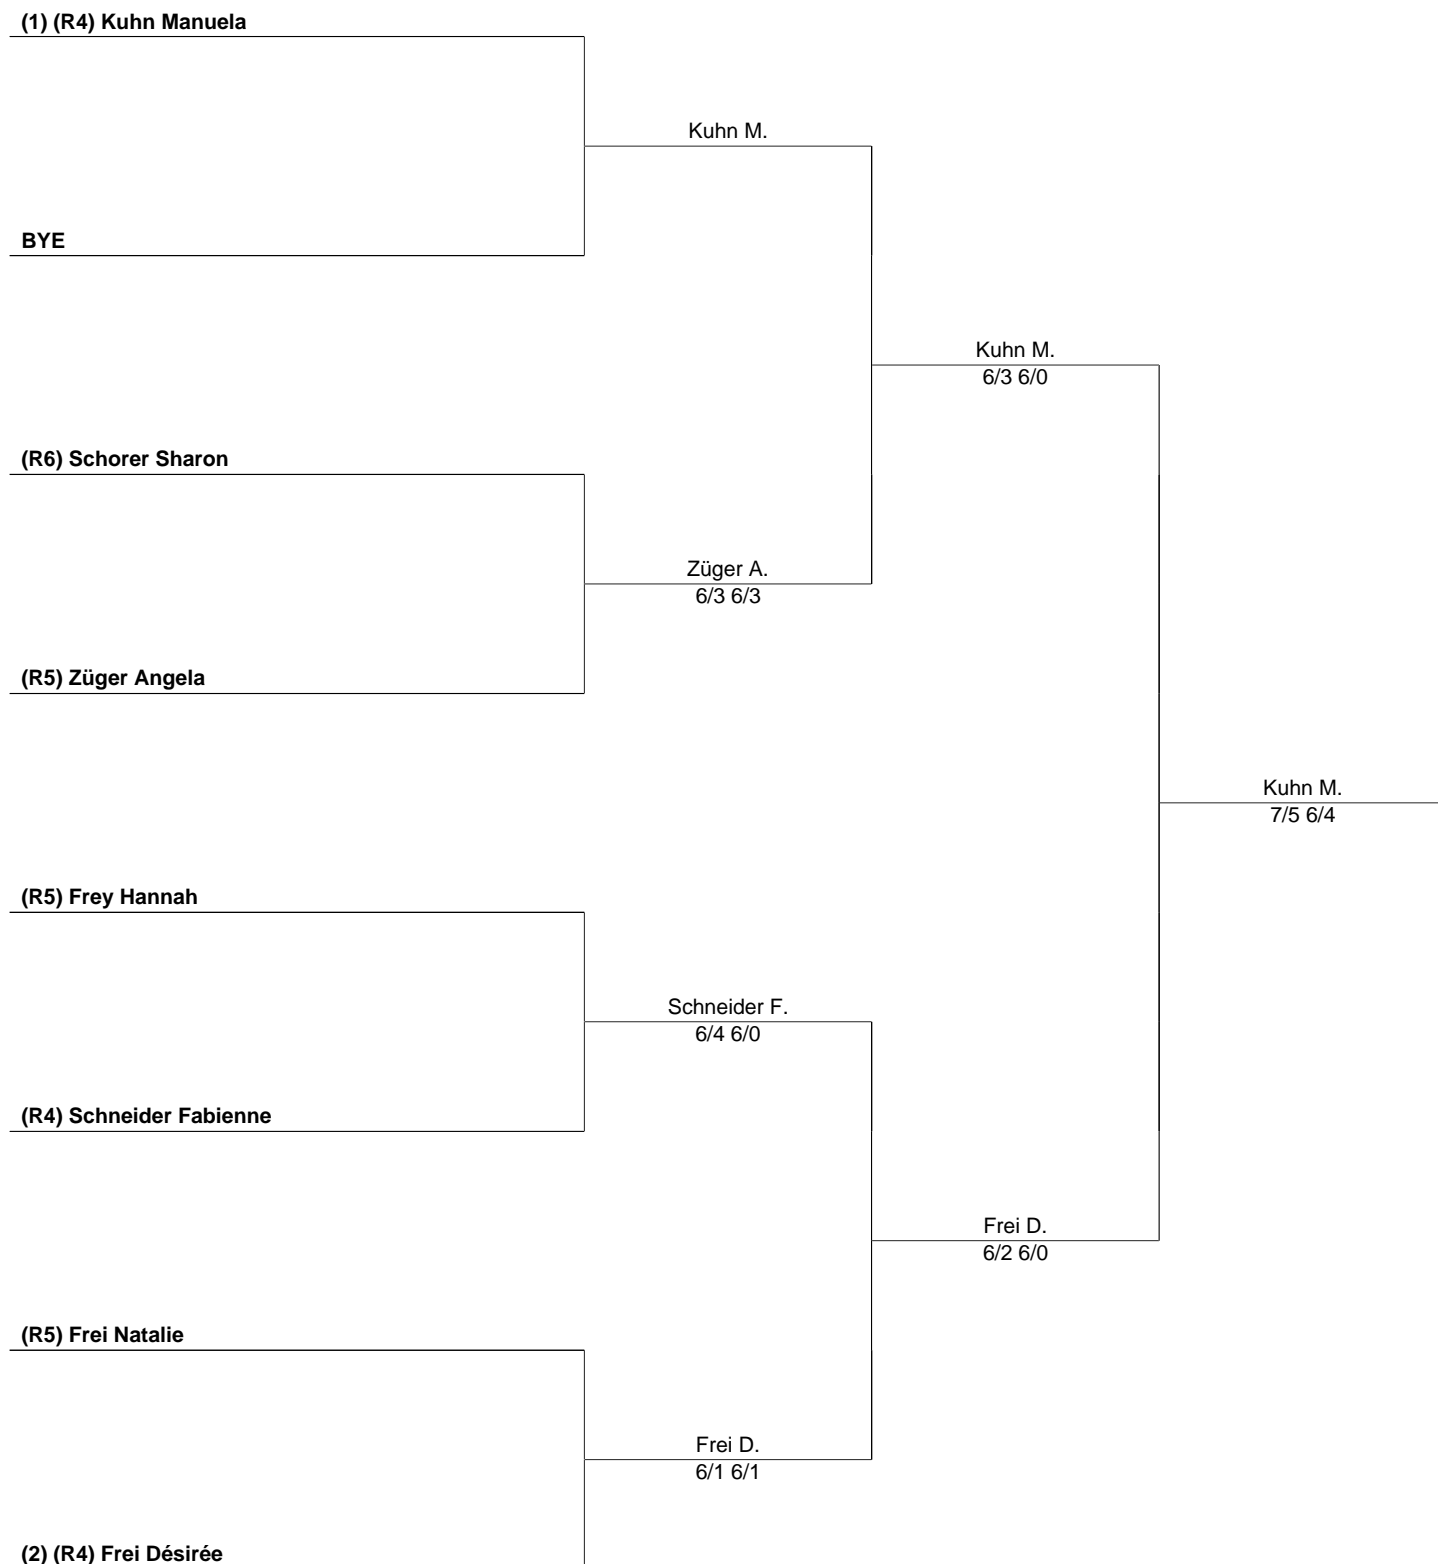 (1) (R4) Kuhn Manuela
Kuhn M.
BYE
Kuhn M.
6/3 6/0
(R6) Schorer Sharon
Züger A.
6/3 6/3
(R5) Züger Angela
Kuhn M.
7/5 6/4
(R5) Frey Hannah
Schneider F.
6/4 6/0
(R4) Schneider Fabienne
Frei D.
6/2 6/0
(R5) Frei Natalie
Frei D.
6/1 6/1
(2) (R4) Frei Désirée